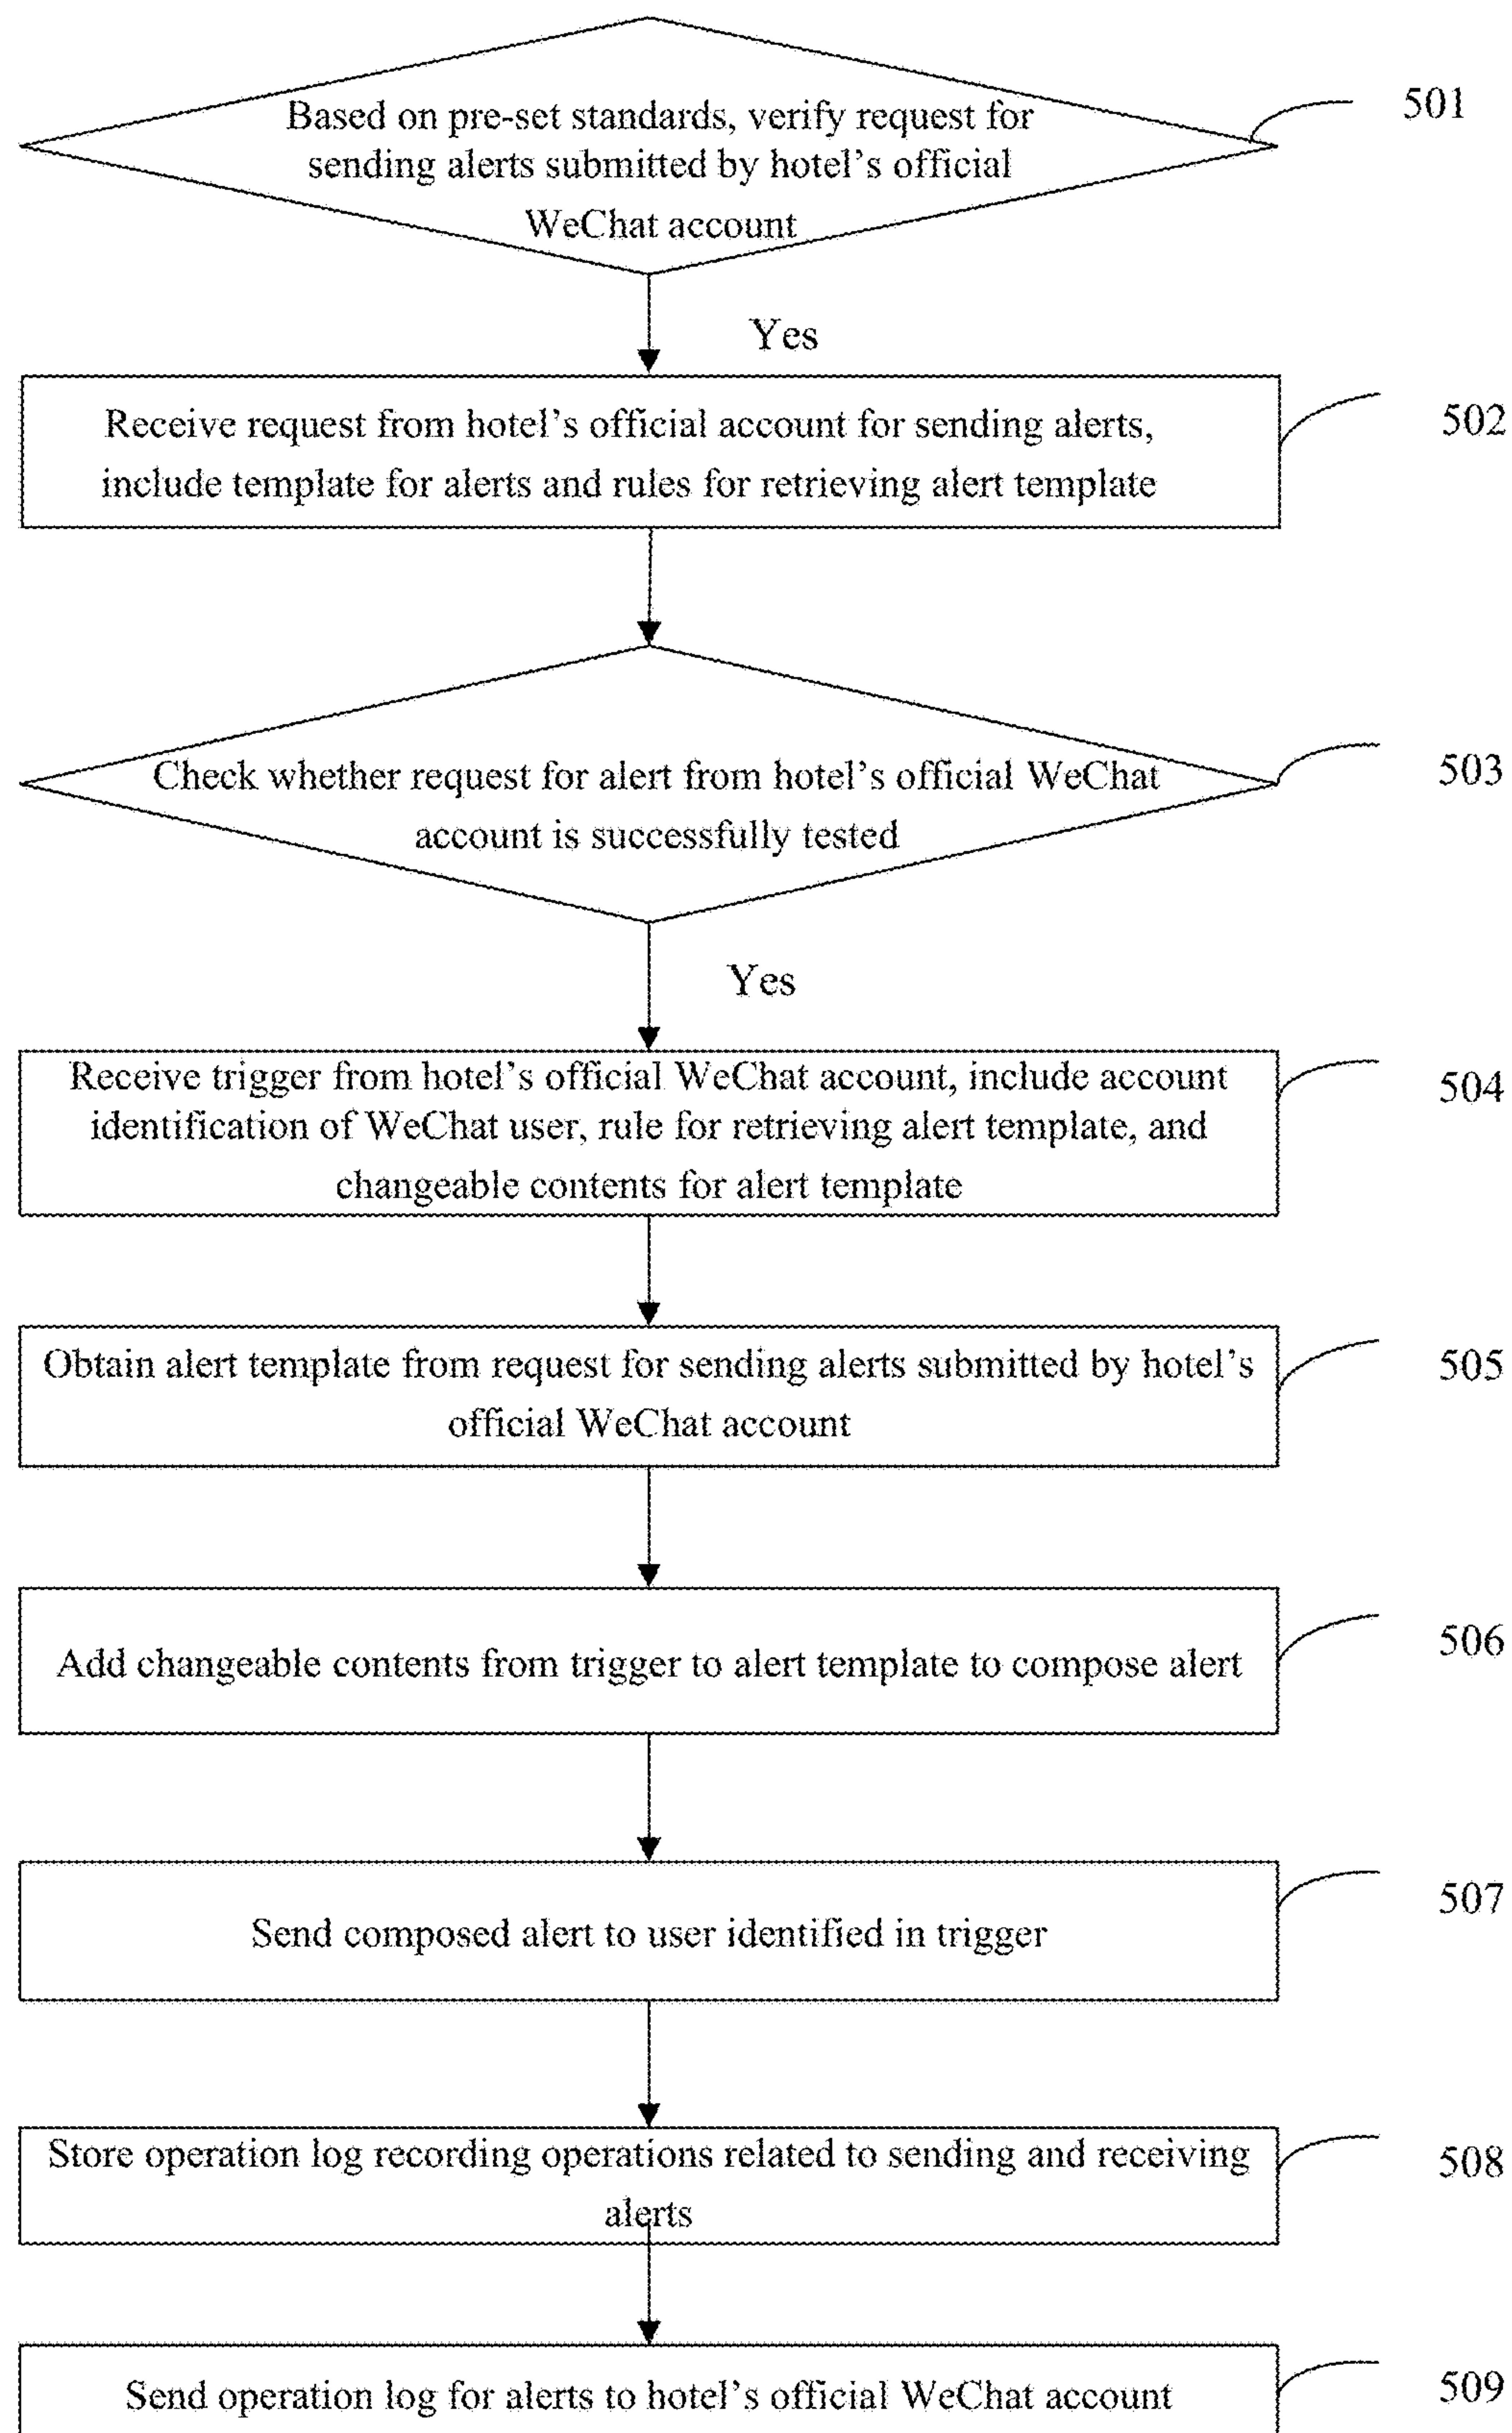 Based on pre-set standards, verify request for
sending alerts submitted by hotel's official
WeChat account
501
Yes
Receive request from hotel's official account for sending alerts,
include template for alerts and rules for retrieving alert template
502
Check whether request for alert from hotel's official WeChat
account is successfully tested
503
Yes
Receive trigger from hotel's official WeChat account, include account
identification of WeChat user, rule for retrieving alert template, and
changeable contents for alert template
504
Obtain alert template from request for sending alerts submitted by hotel's
official WeChat account
505
Add changeable contents from trigger to alert template to compose alert
506
Send composed alert to user identified in trigger
507
Store operation log recording operations related to sending and receiving
alerts
508
Send operation log for alerts to hotel's official WeChat account
509